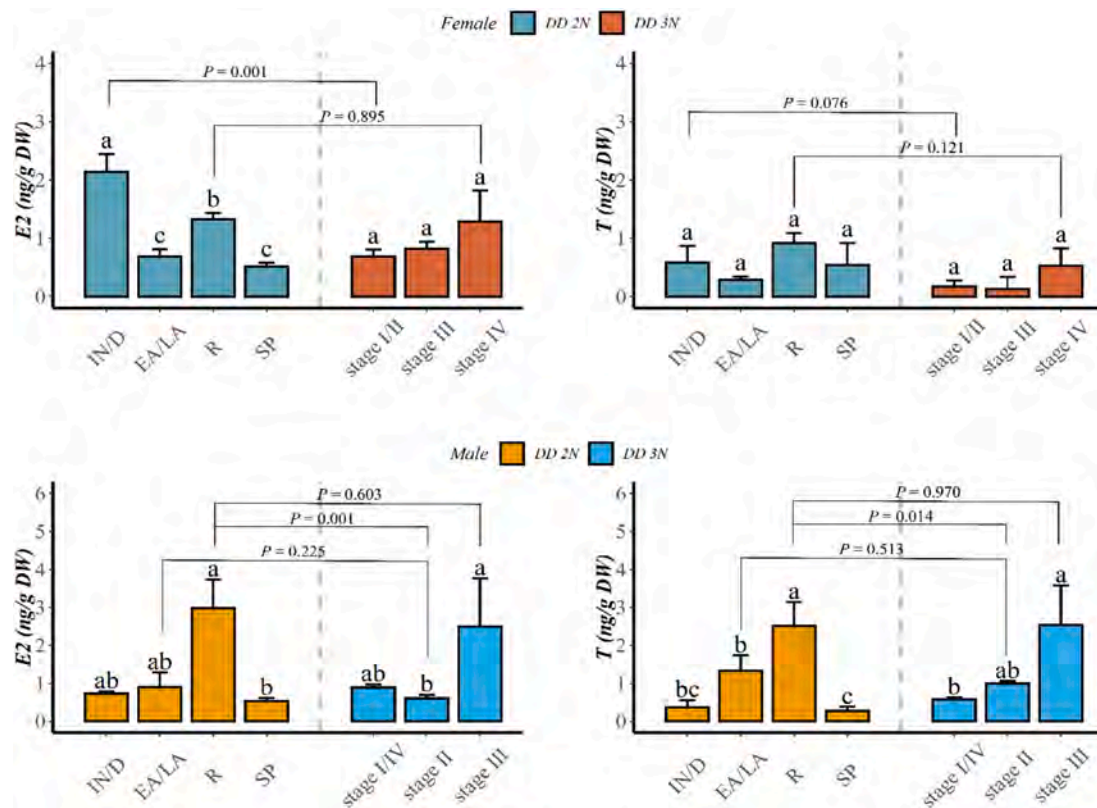 Female DD 2N DD 3N
E2 (ng/g DW)
4
3
2
1
0
P = 0.001
P = 0.895
a
c
b
c
a
a
a
IN/D
EA/LA
R
SP
stage I/II
stage III
stage IV
T (ng/g DW)
4
3
2
1
0
P = 0.076
P = 0.121
a
a
a
a
a
a
a
IN/D
EA/LA
R
SP
stage I/II
stage III
stage IV
Male DD 2N DD 3N
E2 (ng/g DW)
6
5
4
3
2
1
0
P = 0.603
P = 0.001
P = 0.225
ab
ab
a
b
ab
b
a
IN/D
EA/LA
R
SP
stage I/IV
stage II
stage III
T (ng/g DW)
6
5
4
3
2
1
0
P = 0.970
P = 0.014
P = 0.513
bc
b
a
c
b
ab
a
IN/D
EA/LA
R
SP
stage I/IV
stage II
stage III